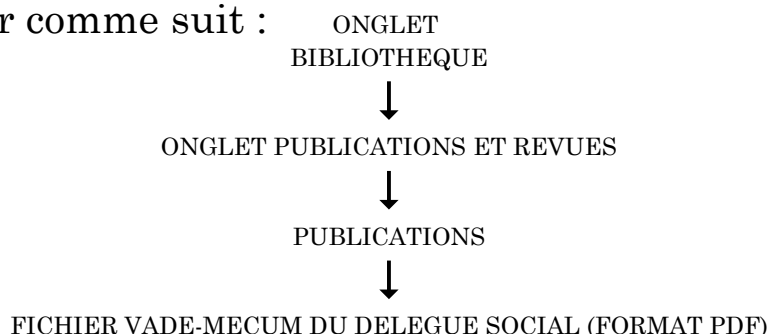 r comme suit : ONGLET
BIBLIOTHEQUE
ONGLET PUBLICATIONS ET REVUES
PUBLICATIONS
FICHIER VADE-MECUM DU DELEGUE SOCIAL (FORMAT PDF)